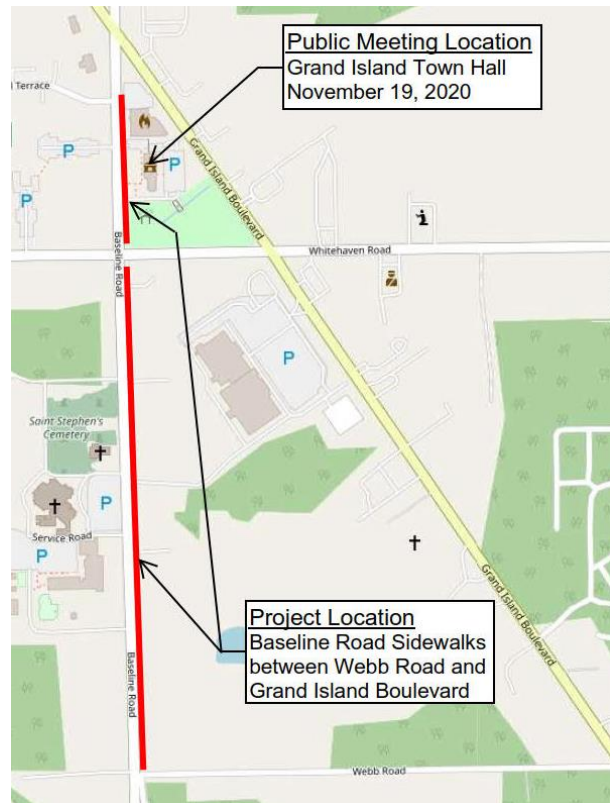 Public Meeting Location
Grand Island Town Hall
November 19, 2020
Terrace
P
P
P
Grand Island Boulevard
Whitehaven Road
Baseline Road
P
Saint Stephen's
Cemetery
P
Service Road
P
Grand Island Boulevard
Project Location
Baseline Road Sidewalks
between Webb Road and
Grand Island Boulevard
Baseline Road
Webb Road